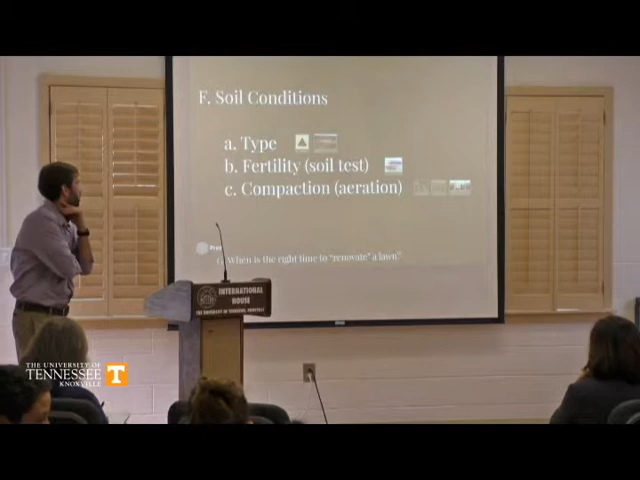 F. Soil Conditions
a. Type
b. Fertility (soil test)
c. Compaction (aeration)
When is the right time to "renovate" a lawn"
INTERNATIONAL
HOUSE
THE UNIVERSITY OF TENNESSEE, KNOXVILLE
THE UNIVERSITY OF
TENNESSEE
KNOXVILLE
T